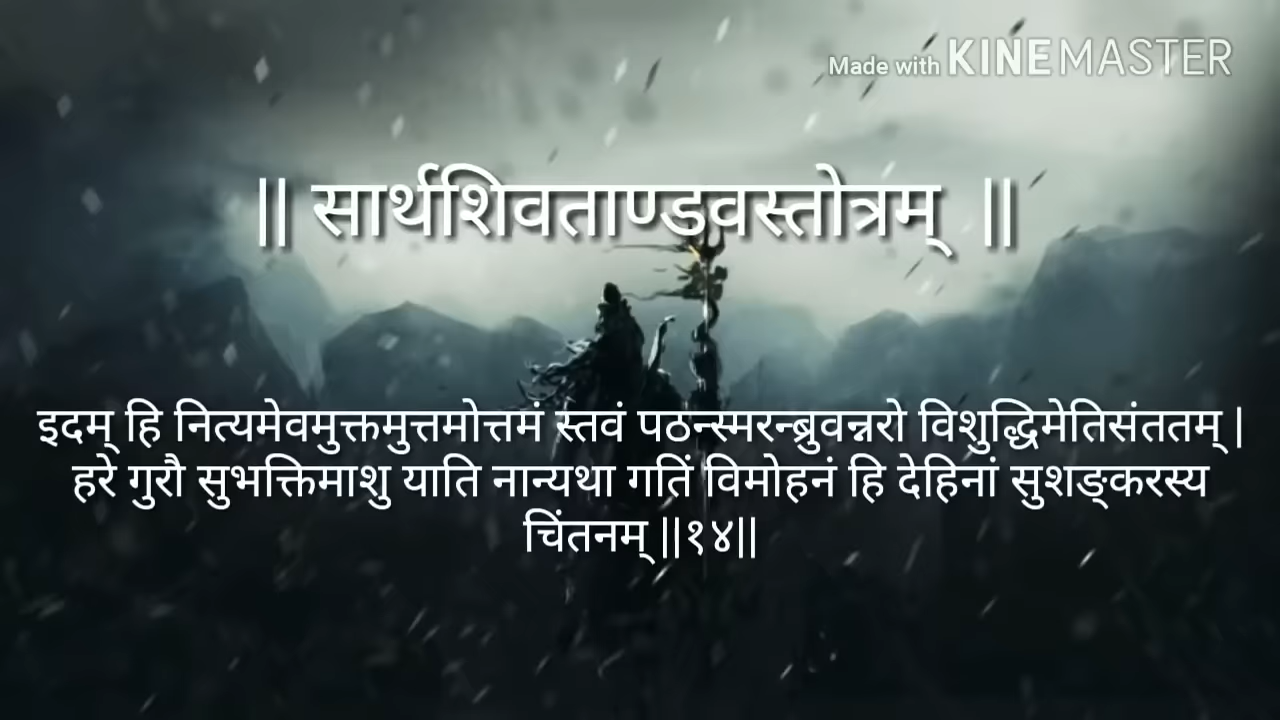 Made with KINEMASTER
|| सार्थशिवताण्डवस्तोत्रम् ||
इदम् हि नित्यमेवमुक्तमुत्तमोत्तमं स्तवं पठन्स्मरन्ब्रुवन्नरो विशुद्धिमेतिसंततम् |
हरे गुरौ सुभक्तिमाशु याति नान्यथा गतिं विमोहनं हि देहिनां सुशङ्करस्य
चिंतनम् ||१४||